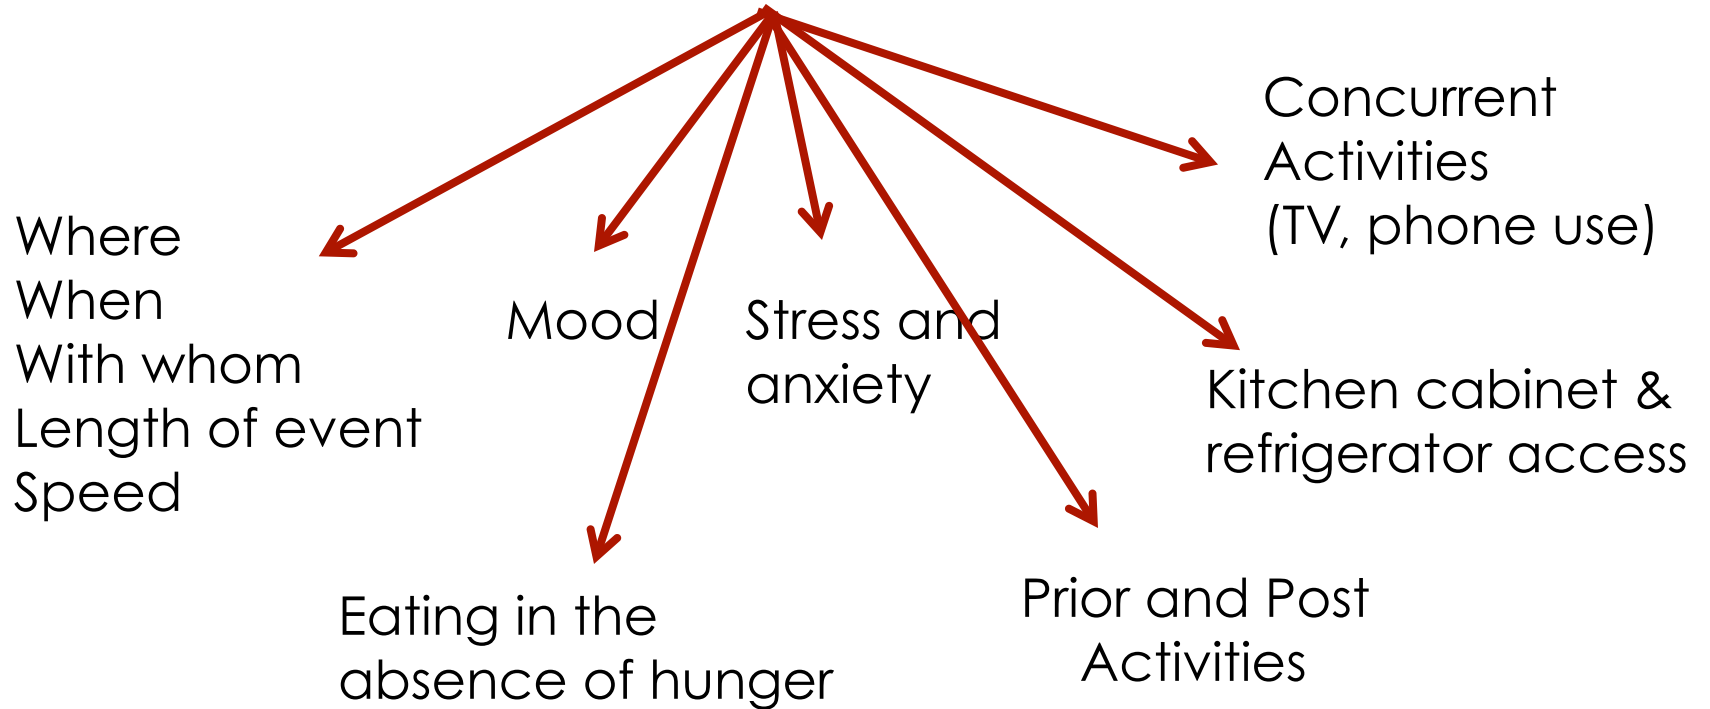 Concurrent
Activities
(TV, phone use)
Where
When
With whom
Length of event
Speed
Mood
Stress and
anxiety
Kitchen cabinet &
refrigerator access
Eating in the
absence of hunger
Prior and Post
Activities